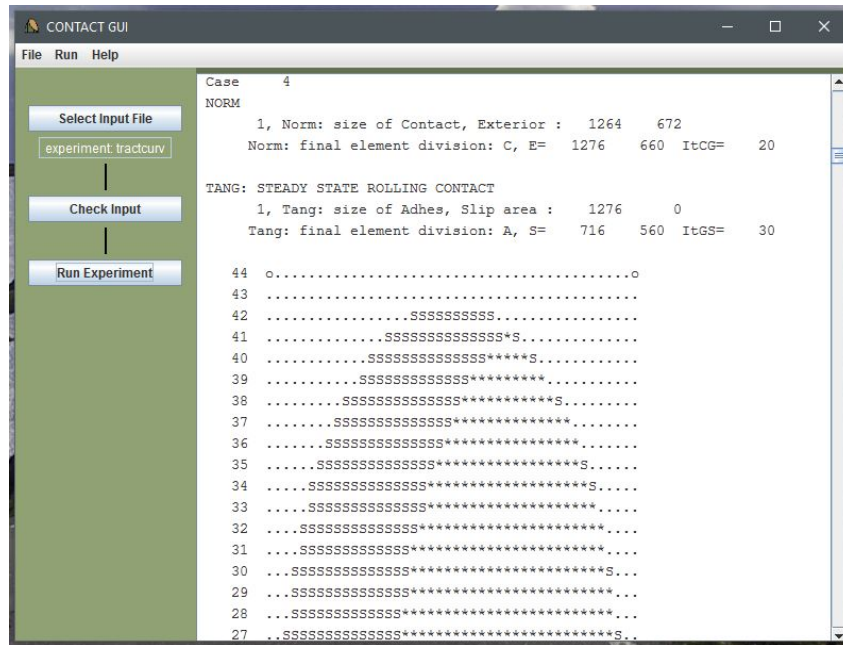 CONTACT GUI
File Run Help
Select Input File
experiment: tractcurv
Check Input
Run Experiment
Case 4
NORM
1, Norm: size of Contact, Exterior : 1264 672
Norm: final element division: C, E= 1276 660 ItCG= 20
TANG: STEADY STATE ROLLING CONTACT
1, Tang: size of Adhes, Slip area : 1276 0
Tang: final element division: A, S= 716 560 ItGS= 30
44 o..........................................o
43 ............................................
42 .................SSSSSSSSSS.................
41 ..............SSSSSSSSSSSSSS*S..............
40 ............SSSSSSSSSSSSSS*****S............
39 ...........SSSSSSSSSSSSS*********...........
38 .........SSSSSSSSSSSSSS***********S.........
37 ........SSSSSSSSSSSSSS**************........
36 .......SSSSSSSSSSSSSS****************.......
35 ......SSSSSSSSSSSSSS*****************S......
34 .....SSSSSSSSSSSSSS*******************S.....
33 .....SSSSSSSSSSSSSS********************.....
32 ....SSSSSSSSSSSSSS**********************....
31 ....SSSSSSSSSSSSS***********************....
30 ...SSSSSSSSSSSSSS***********************S...
29 ...SSSSSSSSSSSSSS************************...
28 ...SSSSSSSSSSSSS*************************...
27 ..SSSSSSSSSSSSSS*************************S..